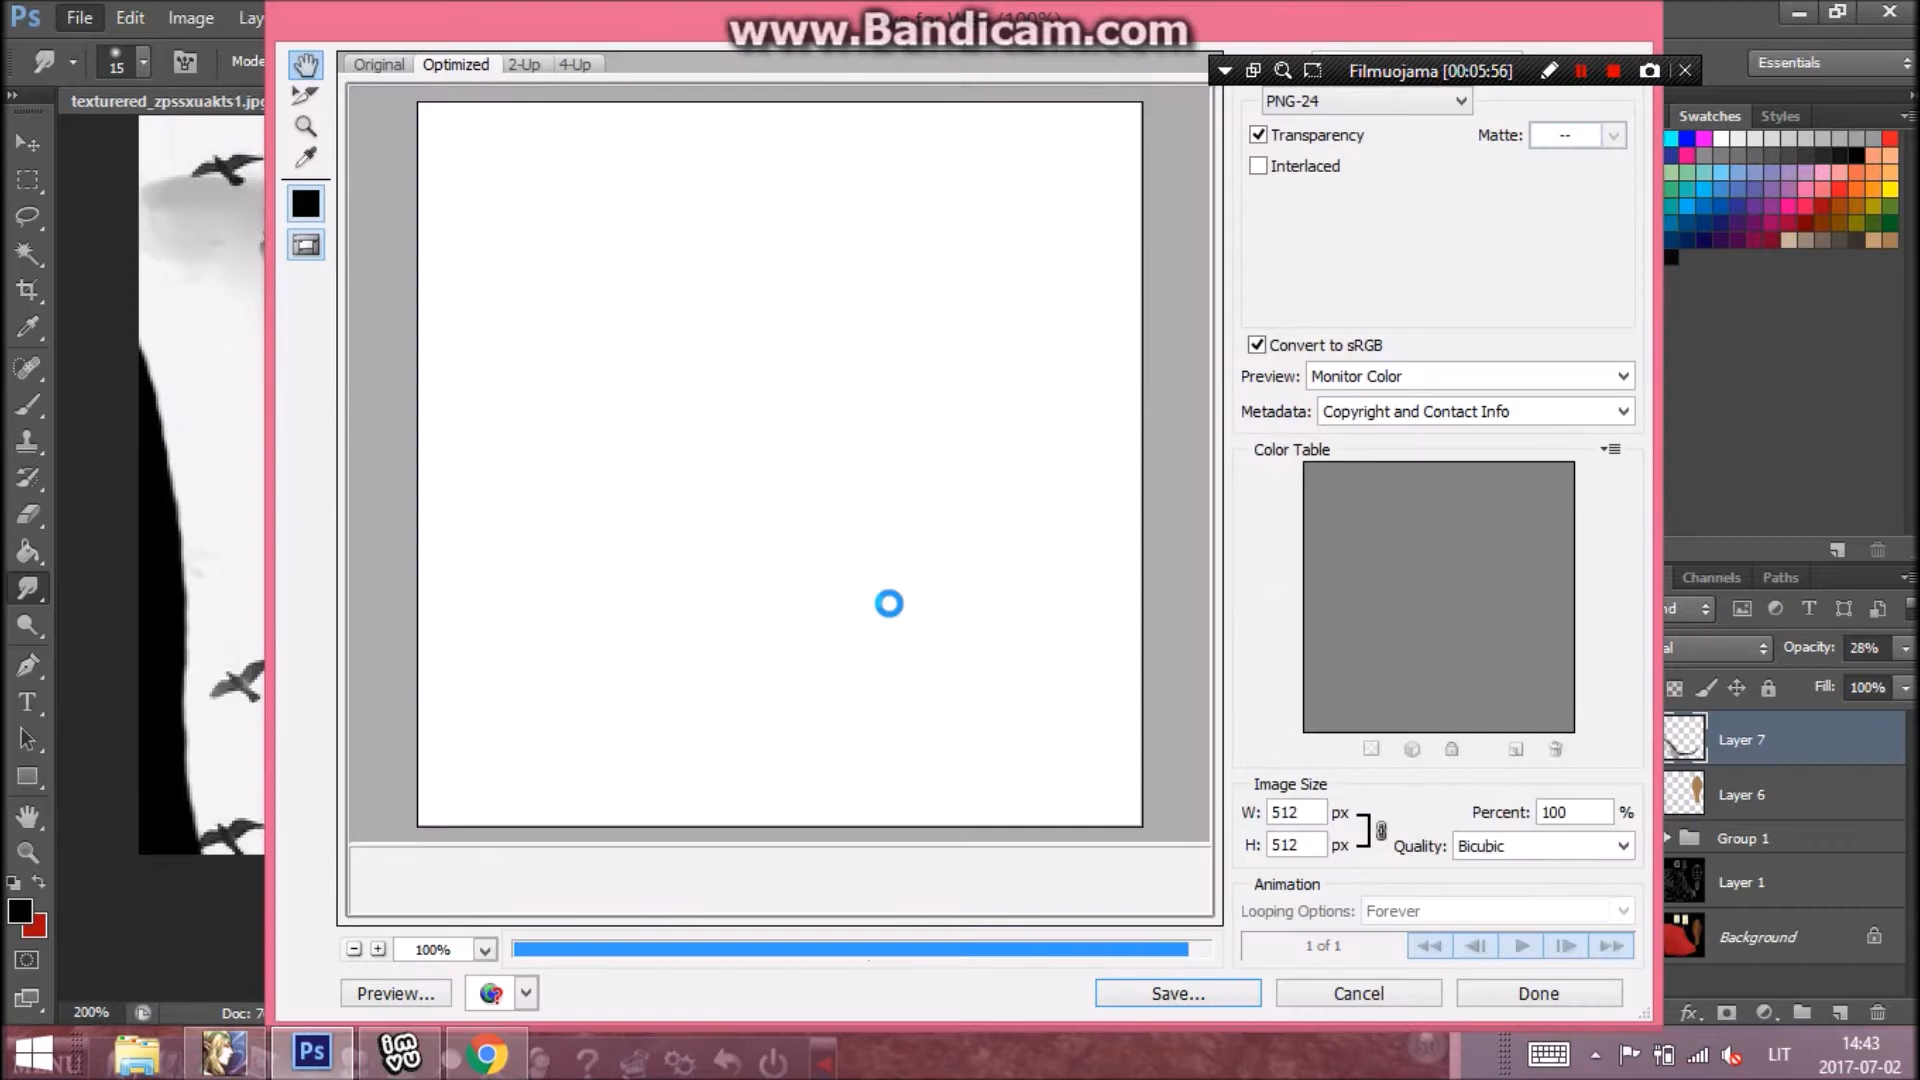 Ps
File
Edit
Image
Lay
www.Bandicam.com
15
Mode
Essentials
texturered_zpssxuakts1.jpg
Original
Optimized
2-Up
4-Up
Filmuojama [00:05:56]
PNG-24
Transparency
Matte:
--
Interlaced
Convert to sRGB
Preview:
Monitor Color
Metadata:
Copyright and Contact Info
Color Table
Image Size
W:
512
px
Percent:
100
%
H:
512
px
Quality:
Bicubic
Animation
Looping Options:
Forever
1 of 1
100%
Preview...
Save...
Cancel
Done
Swatches
Styles
Channels
Paths
Opacity:
28%
Fill:
100%
Layer 7
Layer 6
Group 1
Layer 1
Background
fx
200%
Doc:
MENU
Ps
LIT
14:43
2017-07-02